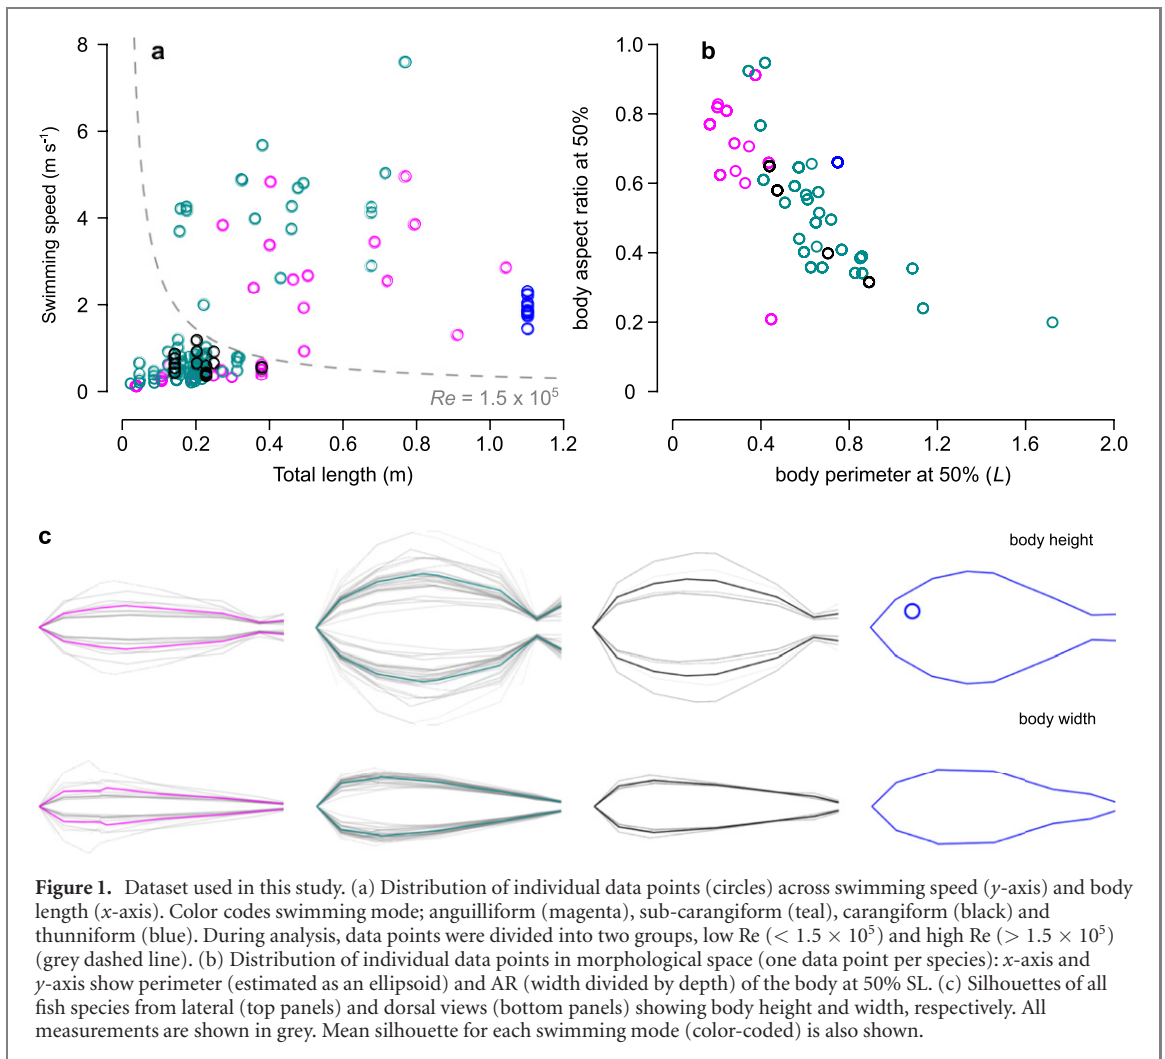 a
8
6
4
2
0
Swimming speed (m s⁻¹)
Re = 1.5 x 10⁵
0 0.2 0.4 0.6 0.8 1.0 1.2
Total length (m)
b
1.0
0.8
0.6
0.4
0.2
0
body aspect ratio at 50%
0 0.4 0.8 1.2 1.6 2.0
body perimeter at 50% (L)
c
body height
body width
Figure 1. Dataset used in this study. (a) Distribution of individual data points (circles) across swimming speed (y-axis) and body
length (x-axis). Color codes swimming mode; anguilliform (magenta), sub-carangiform (teal), carangiform (black) and
thunniform (blue). During analysis, data points were divided into two groups, low Re (< 1.5 × 10⁵) and high Re (> 1.5 × 10⁵)
(grey dashed line). (b) Distribution of individual data points in morphological space (one data point per species): x-axis and
y-axis show perimeter (estimated as an ellipsoid) and AR (width divided by depth) of the body at 50% SL. (c) Silhouettes of all
fish species from lateral (top panels) and dorsal views (bottom panels) showing body height and width, respectively. All
measurements are shown in grey. Mean silhouette for each swimming mode (color-coded) is also shown.